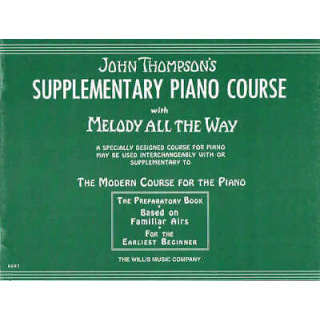 JOHN THOMPSON'S
SUPPLEMENTARY PIANO COURSE
with
MELODY ALL THE WAY
A SPECIALLY DESIGNED COURSE FOR PIANO
MAY BE USED INTERCHANGEABLY WITH OR
SUPPLEMENTARY TO
THE MODERN COURSE FOR THE PIANO
THE PREPARATORY BOOK
•
BASED ON
FAMILIAR AIRS
•
FOR THE
EARLIEST BEGINNER
THE WILLIS MUSIC COMPANY